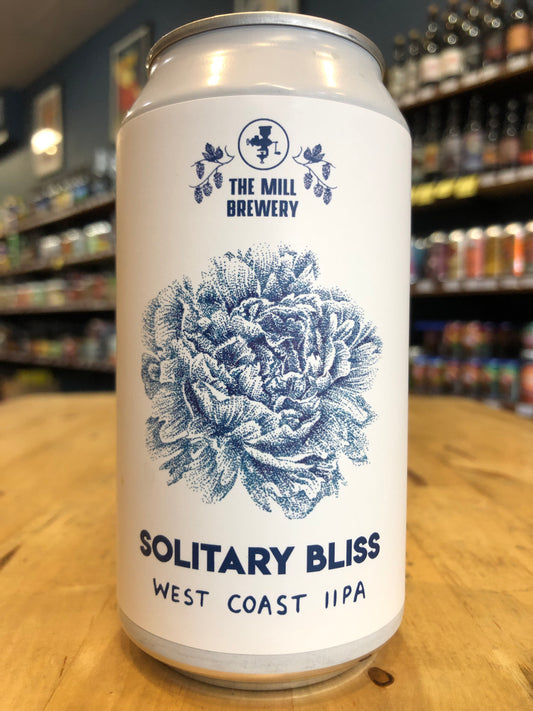 THE MILL
BREWERY
SOLITARY BLISS
WEST COAST IIPA